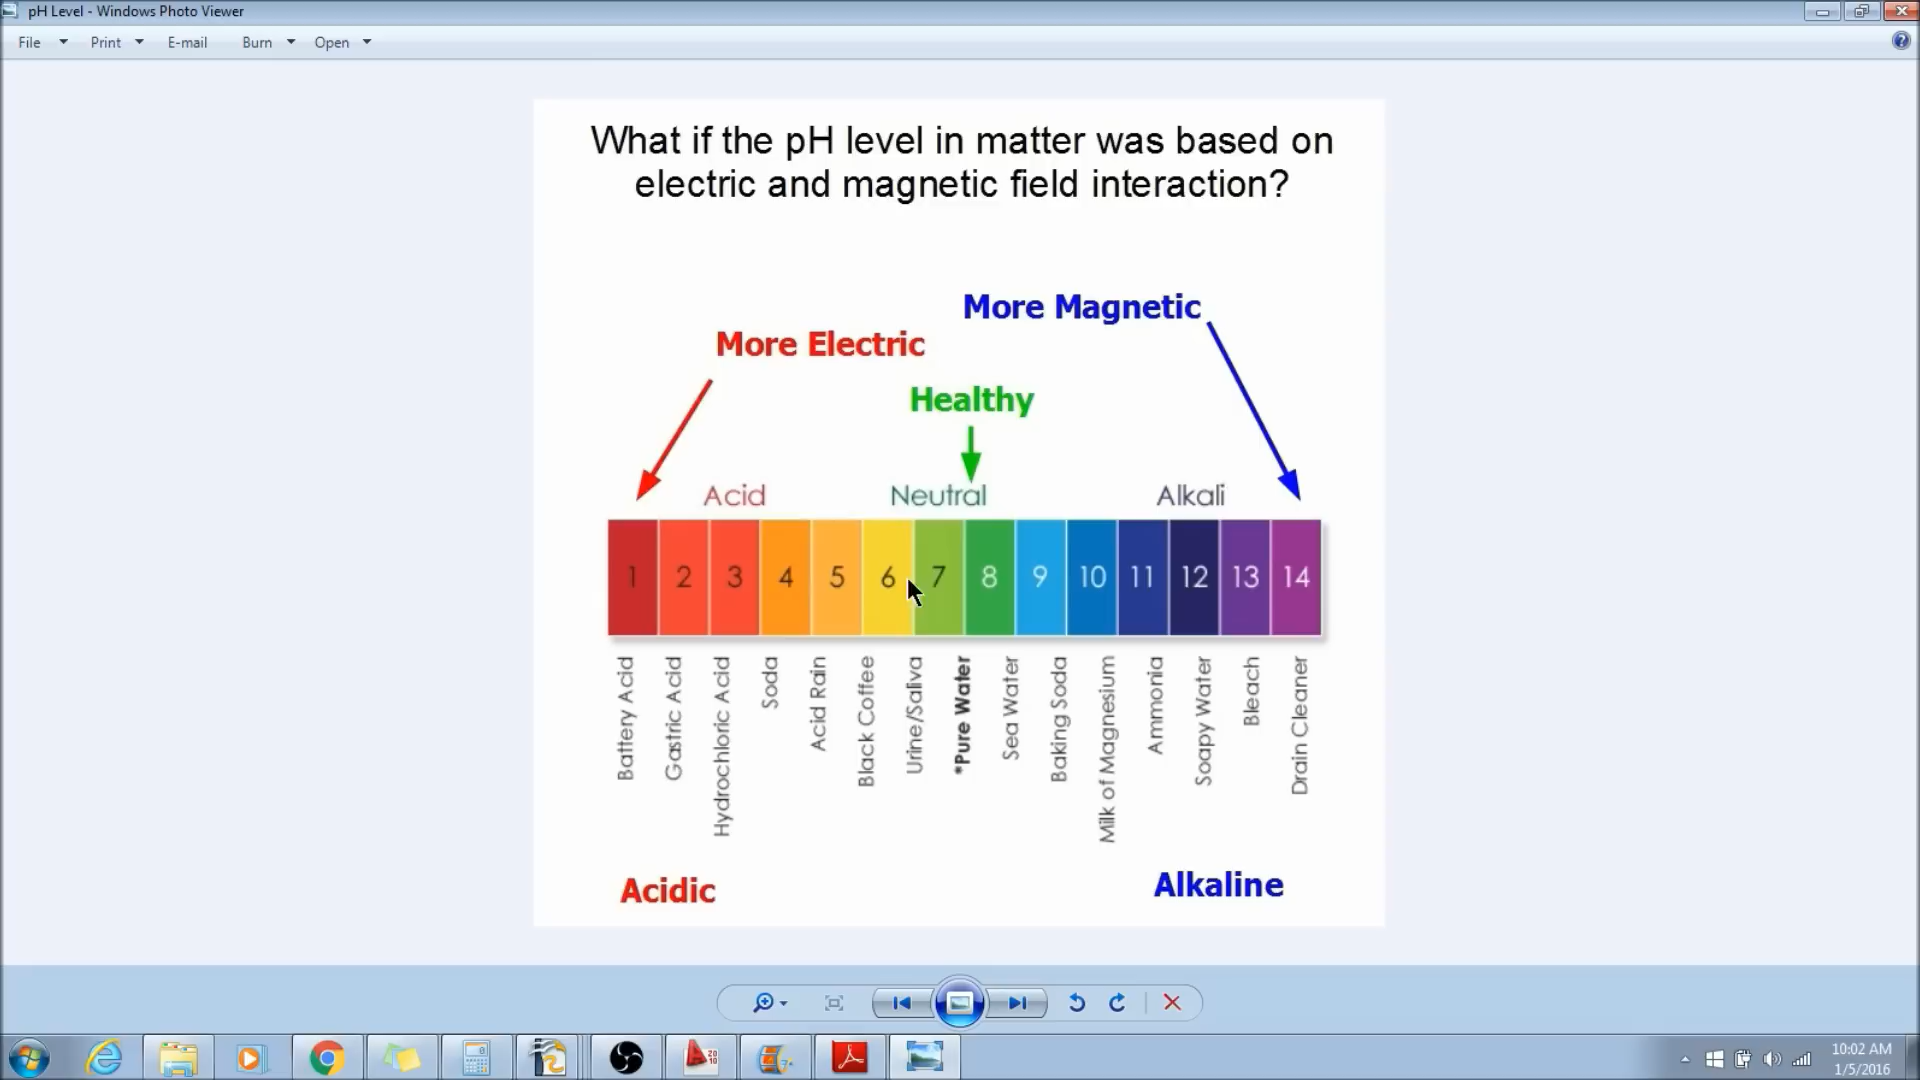 pH Level - Windows Photo Viewer
File Print E-mail Burn Open
What if the pH level in matter was based on
electric and magnetic field interaction?
More Magnetic
More Electric
Healthy
Acid Neutral Alkali
1 2 3 4 5 6 7 8 9 10 11 12 13 14
Battery Acid
Gastric Acid
Hydrochloric Acid
Soda
Acid Rain
Black Coffee
Urine/Saliva
*Pure Water
Sea Water
Baking Soda
Milk of Magnesium
Ammonia
Soapy Water
Bleach
Drain Cleaner
Acidic Alkaline
10:02 AM
1/5/2016